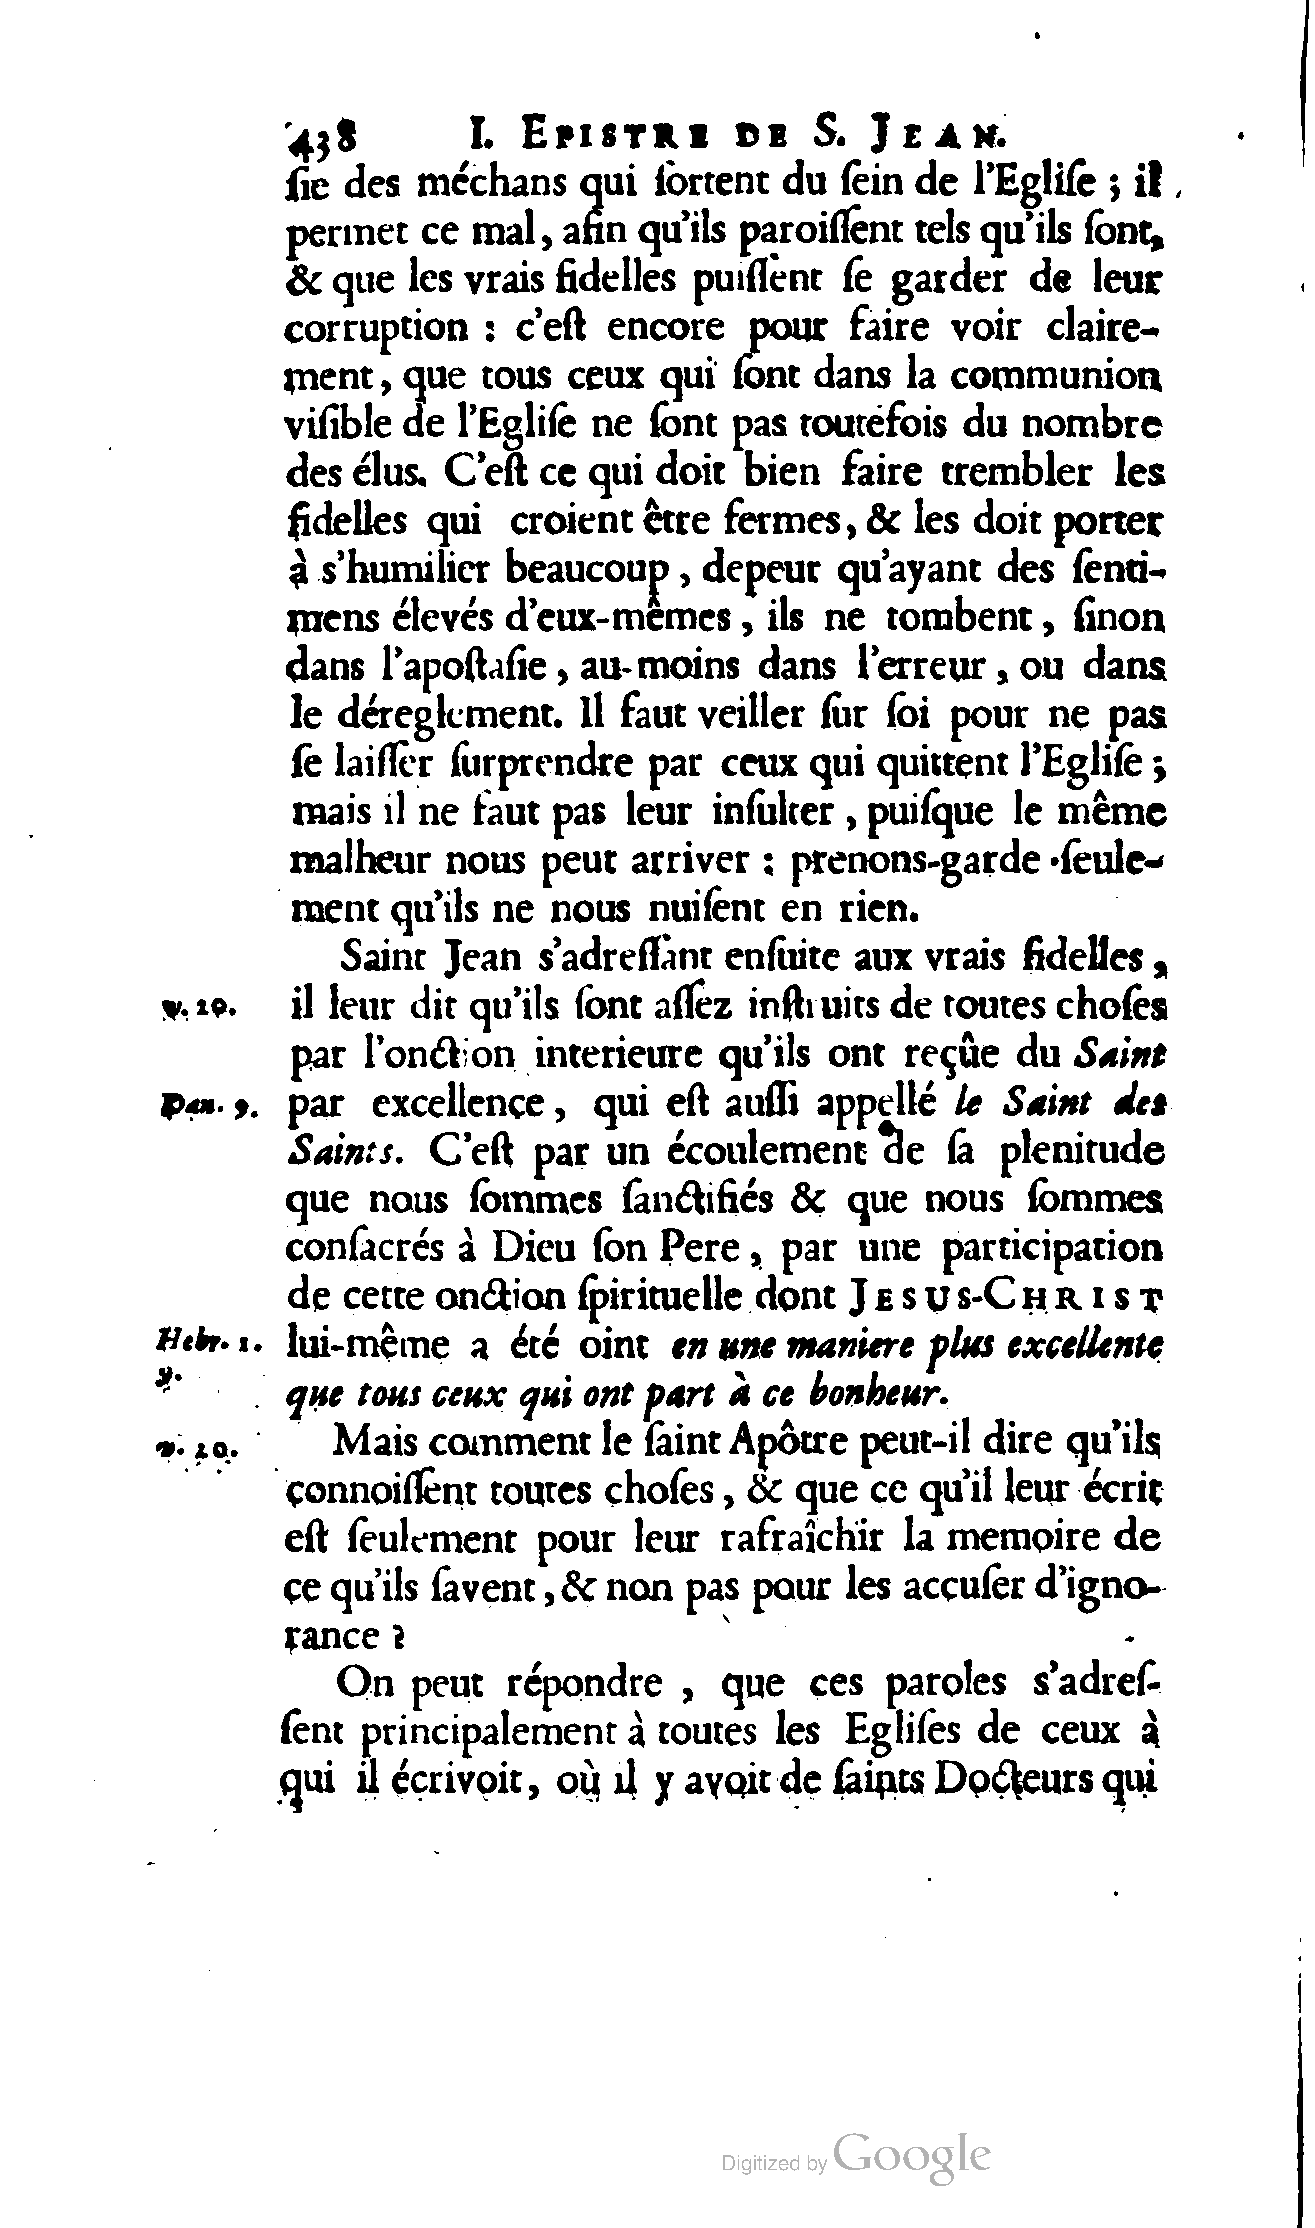 438 I. EPISTRE DE S. JEAN.
ſie des méchans qui ſortent du ſein de l'Egliſe ; il
permet ce mal, afin qu'ils paroiſſent tels qu'ils ſont,
& que les vrais fidelles puiſſent ſe garder de leur
corruption : c'eſt encore pour faire voir claire-
ment, que tous ceux qui ſont dans la communion
viſible de l'Egliſe ne ſont pas toutefois du nombre
des élus. C'eſt ce qui doit bien faire trembler les
fidelles qui croient être fermes, & les doit porter
à s'humilier beaucoup, depeur qu'ayant des ſenti-
mens élevés d'eux-mêmes, ils ne tombent, ſinon
dans l'apoſtaſie, au-moins dans l'erreur, ou dans
le déreglement. Il faut veiller ſur ſoi pour ne pas
ſe laiſſer ſurprendre par ceux qui quittent l'Egliſe ;
mais il ne faut pas leur inſulter, puiſque le même
malheur nous peut arriver : prenons-garde ſeule-
ment qu'ils ne nous nuiſent en rien.
Saint Jean s'adreſſant enſuite aux vrais fidelles,
v. 20. il leur dit qu'ils ſont aſſez inſtruits de toutes choſes
par l'onction interieure qu'ils ont reçûe du Saint
Dan. 9. par excellence, qui eſt auſſi appellé le Saint des
Saints. C'eſt par un écoulement de ſa plenitude
que nous ſommes ſanctifiés & que nous ſommes
conſacrés à Dieu ſon Pere, par une participation
de cette onction ſpirituelle dont JESUS-CHRIST
Hebr. 1. lui-même a été oint en une maniere plus excellente
9. que tous ceux qui ont part à ce bonheur.
v. 20. Mais comment le ſaint Apôtre peut-il dire qu'ils
connoiſſent toutes choſes, & que ce qu'il leur écrit
eſt ſeulement pour leur rafraîchir la memoire de
ce qu'ils ſavent, & non pas pour les accuſer d'igno-
rance ?
On peut répondre, que ces paroles s'adreſ-
ſent principalement à toutes les Egliſes de ceux à
qui il écrivoit, où il y avoit de ſaints Docteurs qui
Digitized by Google